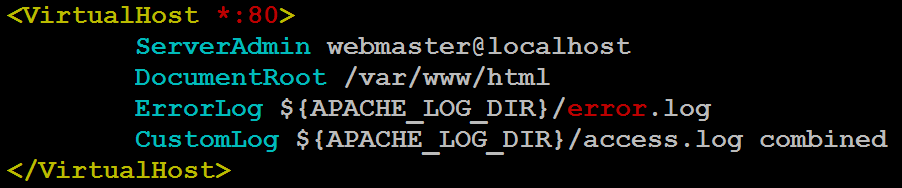 <VirtualHost *:80>
ServerAdmin webmaster@localhost
DocumentRoot /var/www/html
ErrorLog ${APACHE_LOG_DIR}/error.log
CustomLog ${APACHE_LOG_DIR}/access.log combined
</VirtualHost>